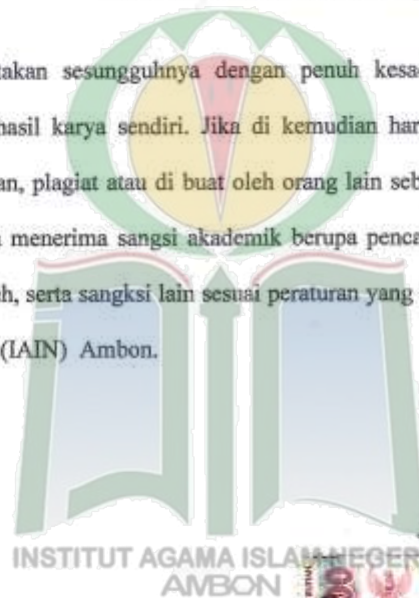 takan sesungguhnya dengan penuh kesa
hasil karya sendiri. Jika di kemudian har
an, plagiat atau di buat oleh orang lain seb
menerima sangsi akademik berupa penca
h, serta sangksi lain sesuai peraturan yang
(IAIN) Ambon.
INSTITUT AGAMA ISLAM NEGER
AMBON